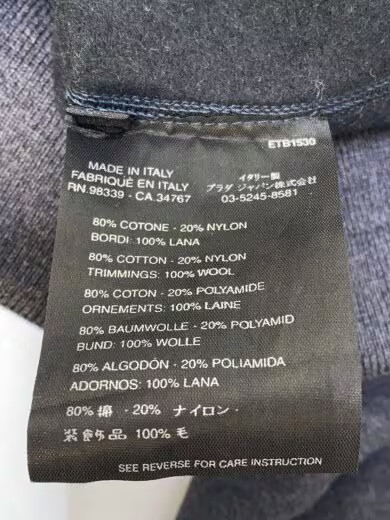 ETB1530
MADE IN ITALY
FABRIQUÉ EN ITALY
RN.98339 - CA.34767
イタリー製
プラダ ジャパン株式会社
03-5245-8581
80% COTONE - 20% NYLON
BORDI: 100% LANA
80% COTTON - 20% NYLON
TRIMMINGS: 100% WOOL
80% COTON - 20% POLYAMIDE
ORNEMENTS: 100% LAINE
80% BAUMWOLLE - 20% POLYAMID
BUND: 100% WOLLE
80% ALGODÓN - 20% POLIAMIDA
ADORNOS: 100% LANA
80% 綿 - 20% ナイロン -
装飾品 100% 毛
SEE REVERSE FOR CARE INSTRUCTION